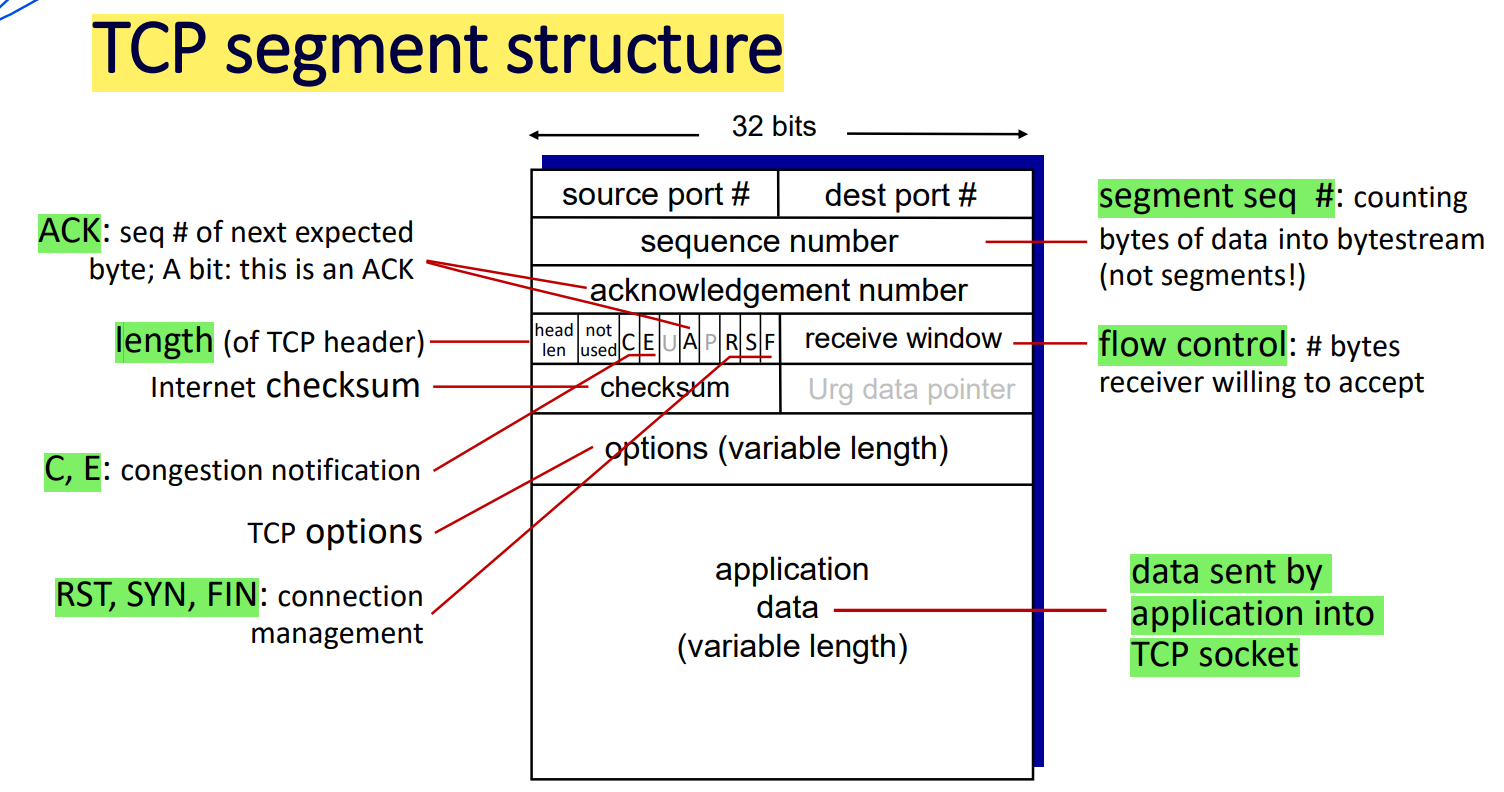 TCP segment structure
32 bits
source port #
dest port #
sequence number
acknowledgement number
head
len
not
used
C
E
U
A
P
R
S
F
receive window
checksum
Urg data pointer
options (variable length)
application
data
(variable length)
ACK: seq # of next expected
byte; A bit: this is an ACK
length (of TCP header)
Internet checksum
C, E: congestion notification
TCP options
RST, SYN, FIN: connection
management
segment seq #: counting
bytes of data into bytestream
(not segments!)
flow control: # bytes
receiver willing to accept
data sent by
application into
TCP socket